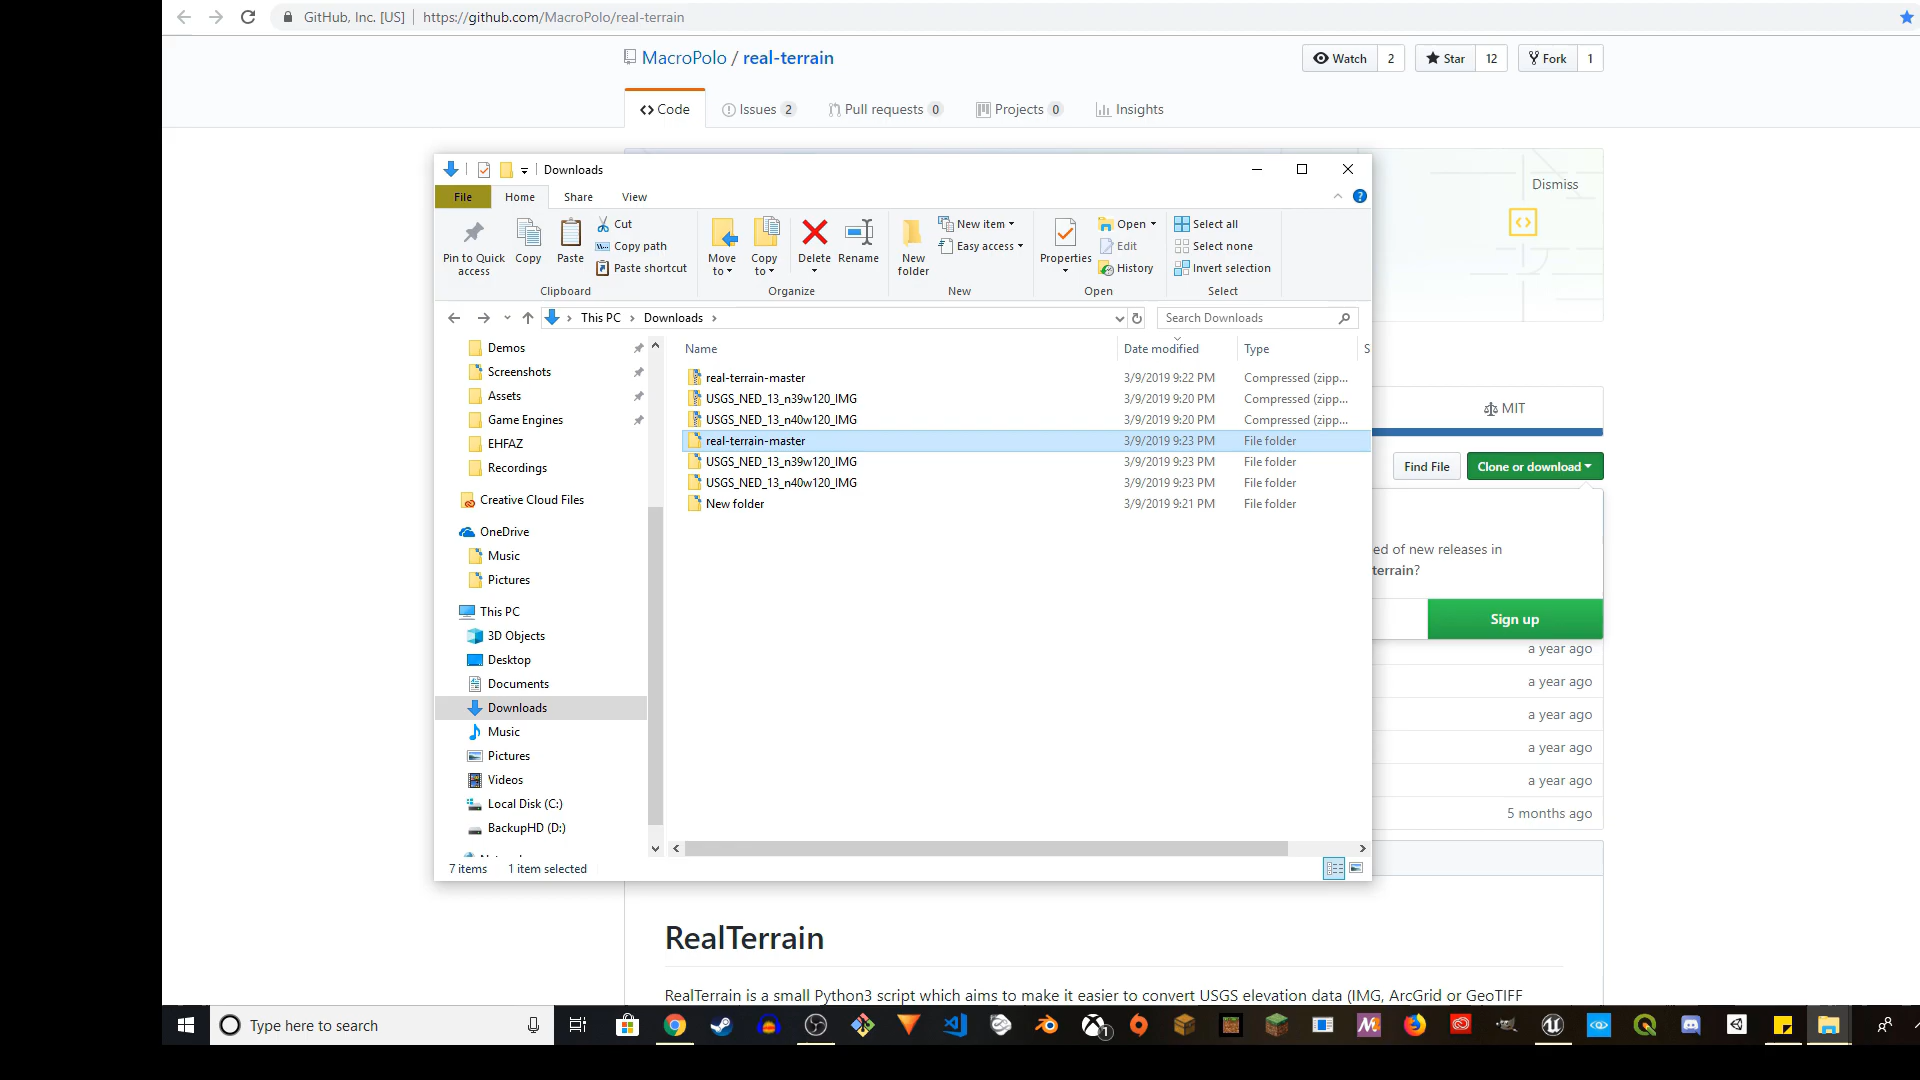 GitHub, Inc. [US] | https://github.com/MacroPolo/real-terrain
MacroPolo / real-terrain
Watch 2 Star 12 Fork 1
Code Issues 2 Pull requests 0 Projects 0 Insights
Downloads
Dismiss
File Home Share View
Pin to Quick access
Copy
Paste
Cut
Copy path
Paste shortcut
Clipboard
Move to
Copy to
Delete
Rename
Organize
New folder
New item
Easy access
New
Properties
Open
Edit
History
Open
Select all
Select none
Invert selection
Select
This PC > Downloads >
Search Downloads
Name Date modified Type S
real-terrain-master 3/9/2019 9:22 PM Compressed (zipp...
USGS_NED_13_n39w120_IMG 3/9/2019 9:20 PM Compressed (zipp...
USGS_NED_13_n40w120_IMG 3/9/2019 9:20 PM Compressed (zipp...
real-terrain-master 3/9/2019 9:23 PM File folder
USGS_NED_13_n39w120_IMG 3/9/2019 9:23 PM File folder
USGS_NED_13_n40w120_IMG 3/9/2019 9:23 PM File folder
New folder 3/9/2019 9:21 PM File folder
Demos
Screenshots
Assets
Game Engines
EHFAZ
Recordings
Creative Cloud Files
OneDrive
Music
Pictures
This PC
3D Objects
Desktop
Documents
Downloads
Music
Pictures
Videos
Local Disk (C:)
BackupHD (D:)
7 items 1 item selected
MIT
Find File Clone or download
ed of new releases in
terrain?
Sign up
a year ago
a year ago
a year ago
a year ago
a year ago
5 months ago
RealTerrain
RealTerrain is a small Python3 script which aims to make it easier to convert USGS elevation data (IMG, ArcGrid or GeoTIFF
Type here to search
1